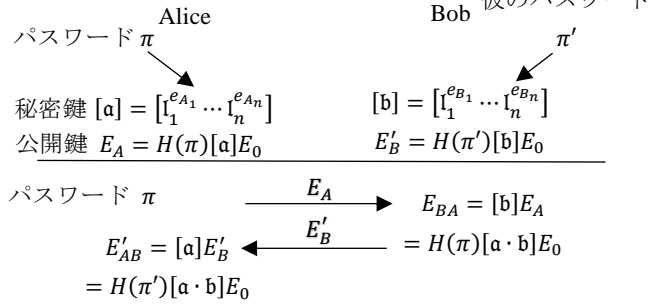 Alice
Bob
パスワード π
π′
秘密鍵 [𝔞] = [𝔩₁^{e_{A₁}} ⋯ 𝔩ₙ^{e_{Aₙ}}]
[𝔟] = [𝔩₁^{e_{B₁}} ⋯ 𝔩ₙ^{e_{Bₙ}}]
公開鍵 E_A = H(π)[𝔞]E₀
E′_B = H(π′)[𝔟]E₀
パスワード π
E_A
E_{BA} = [𝔟]E_A
E′_B
= H(π)[𝔞 · 𝔟]E₀
E′_{AB} = [𝔞]E′_B
= H(π′)[𝔞 · 𝔟]E₀